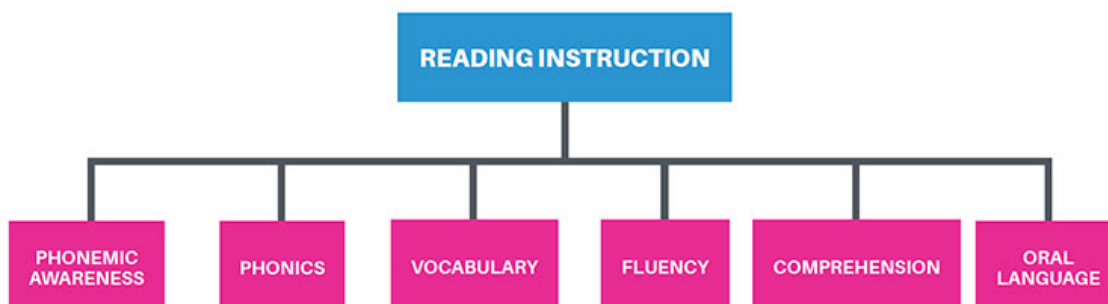 READING INSTRUCTION
PHONEMIC
AWARENESS
PHONICS
VOCABULARY
FLUENCY
COMPREHENSION
ORAL
LANGUAGE